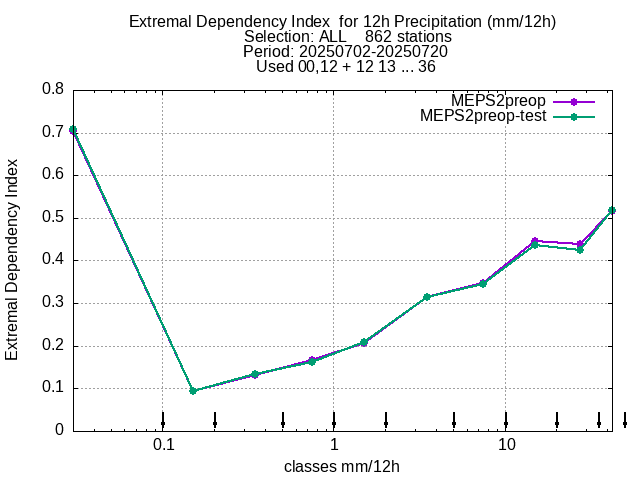 Extremal Dependency Index  for 12h Precipitation (mm/12h)
Selection: ALL    862 stations
Period: 20250702-20250720
Used 00,12 + 12 13 ... 36
MEPS2preop
MEPS2preop-test
Extremal Dependency Index
0.8
0.7
0.6
0.5
0.4
0.3
0.2
0.1
0
0.1 1 10
classes mm/12h